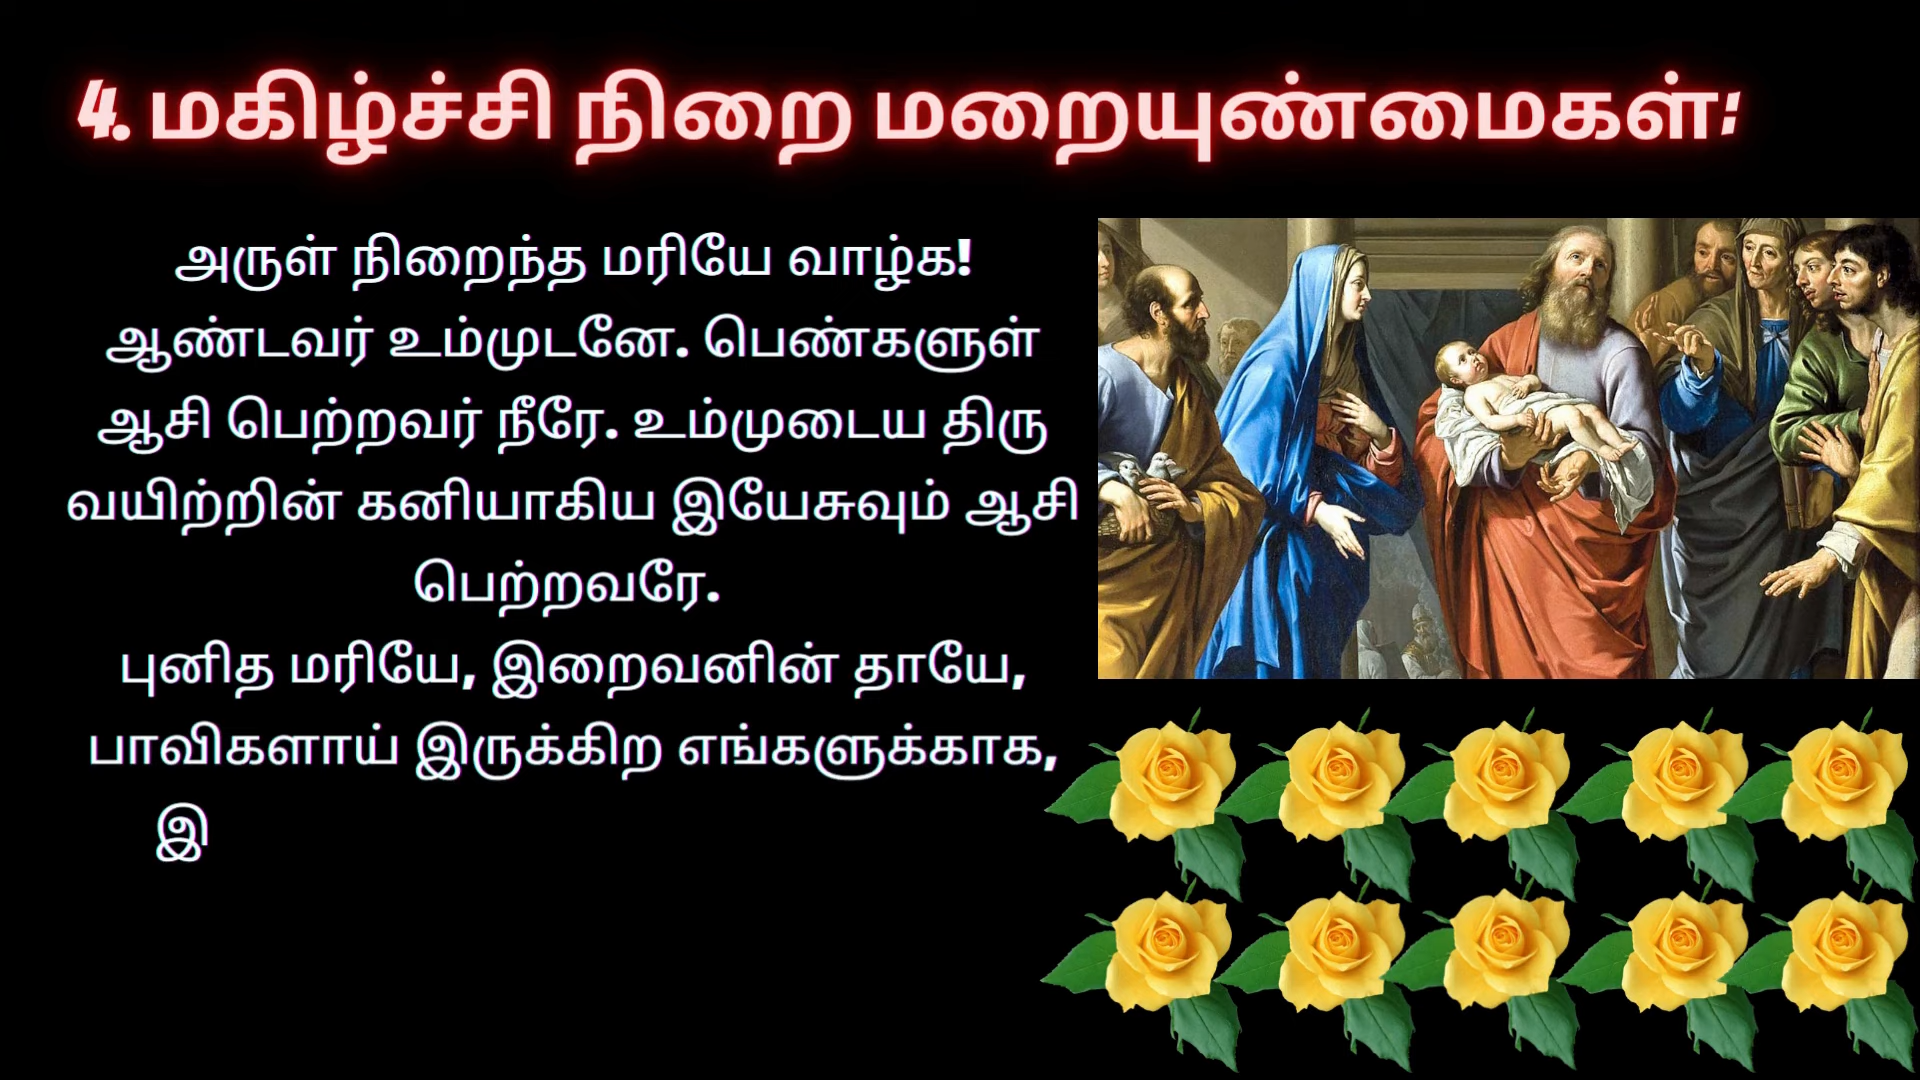 4. மகிழ்ச்சி நிறை மறையுண்மைகள்:
அருள் நிறைந்த மரியே வாழ்க!
ஆண்டவர் உம்முடனே. பெண்களுள்
ஆசி பெற்றவர் நீரே. உம்முடைய திரு
வயிற்றின் கனியாகிய இயேசுவும் ஆசி
பெற்றவரே.
புனித மரியே, இறைவனின் தாயே,
பாவிகளாய் இருக்கிற எங்களுக்காக,
இ